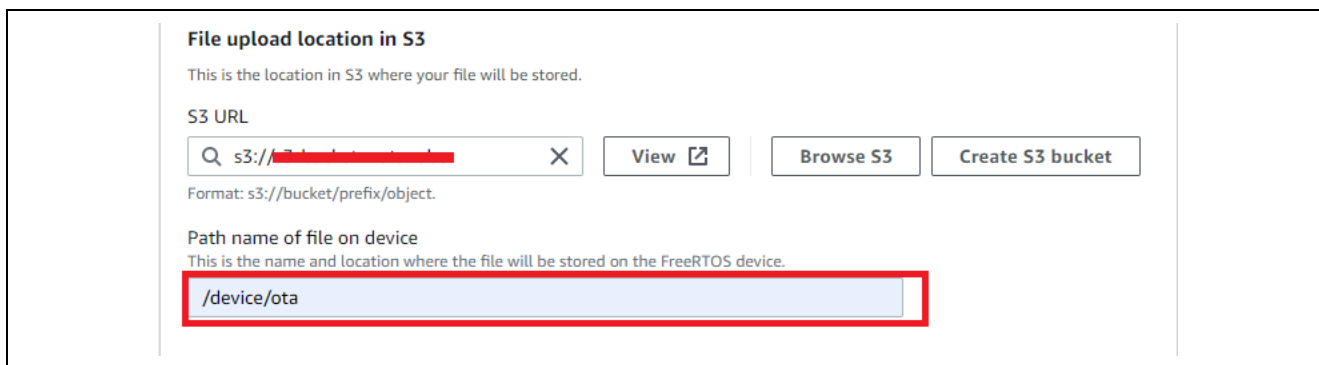 File upload location in S3
This is the location in S3 where your file will be stored.
S3 URL
s3://
View
Browse S3
Create S3 bucket
Format: s3://bucket/prefix/object.
Path name of file on device
This is the name and location where the file will be stored on the FreeRTOS device.
/device/ota